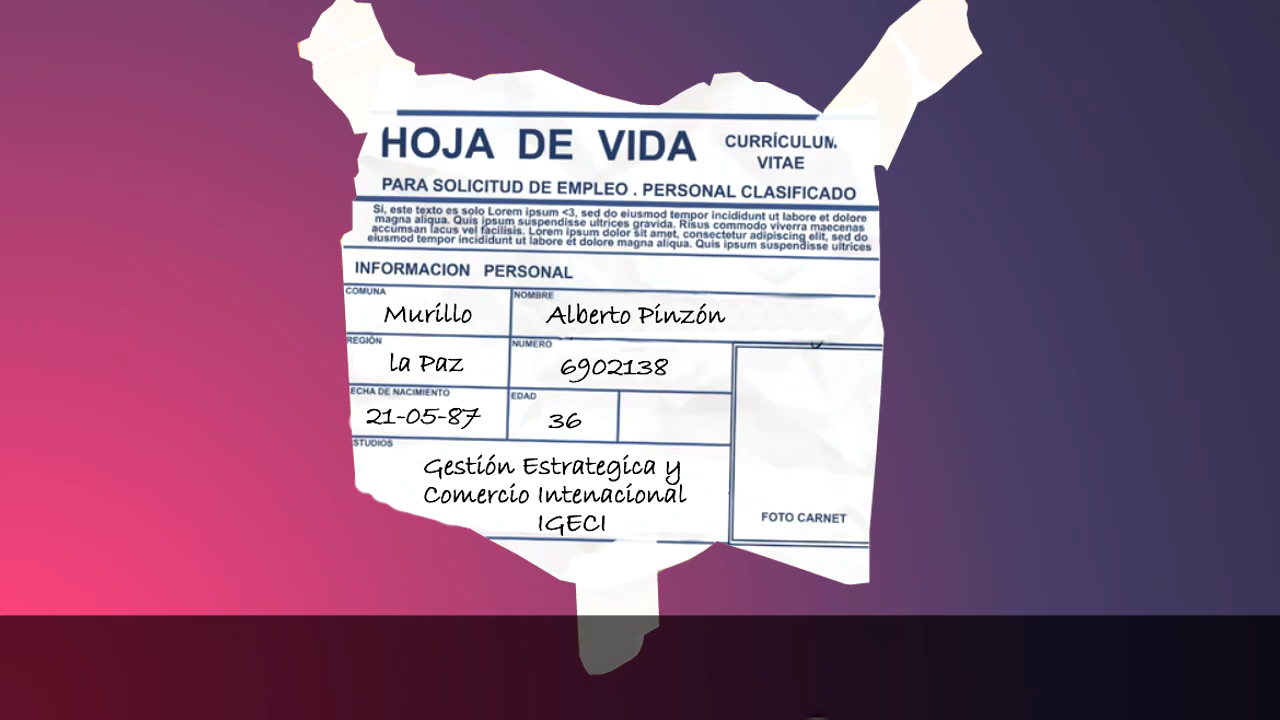 HOJA DE VIDA
CURRÍCULUM
VITAE
PARA SOLICITUD DE EMPLEO . PERSONAL CLASIFICADO
Si, este texto es solo Lorem ipsum <3, sed do eiusmod tempor incididunt ut labore et dolore
magna aliqua. Quis ipsum suspendisse ultrices gravida. Risus commodo viverra maecenas
accumsan lacus vel facilisis. Lorem ipsum dolor sit amet, consectetur adipiscing elit, sed do
eiusmod tempor incididunt ut labore et dolore magna aliqua. Quis ipsum suspendisse ultrices
INFORMACION PERSONAL
COMUNA
Murillo
NOMBRE
Alberto Pinzón
REGIÓN
la Paz
NUMERO
6902138
ECHA DE NACIMIENTO
21-05-87
EDAD
36
ESTUDIOS
Gestión Estrategica y
Comercio Intenacional
IGECI
FOTO CARNET